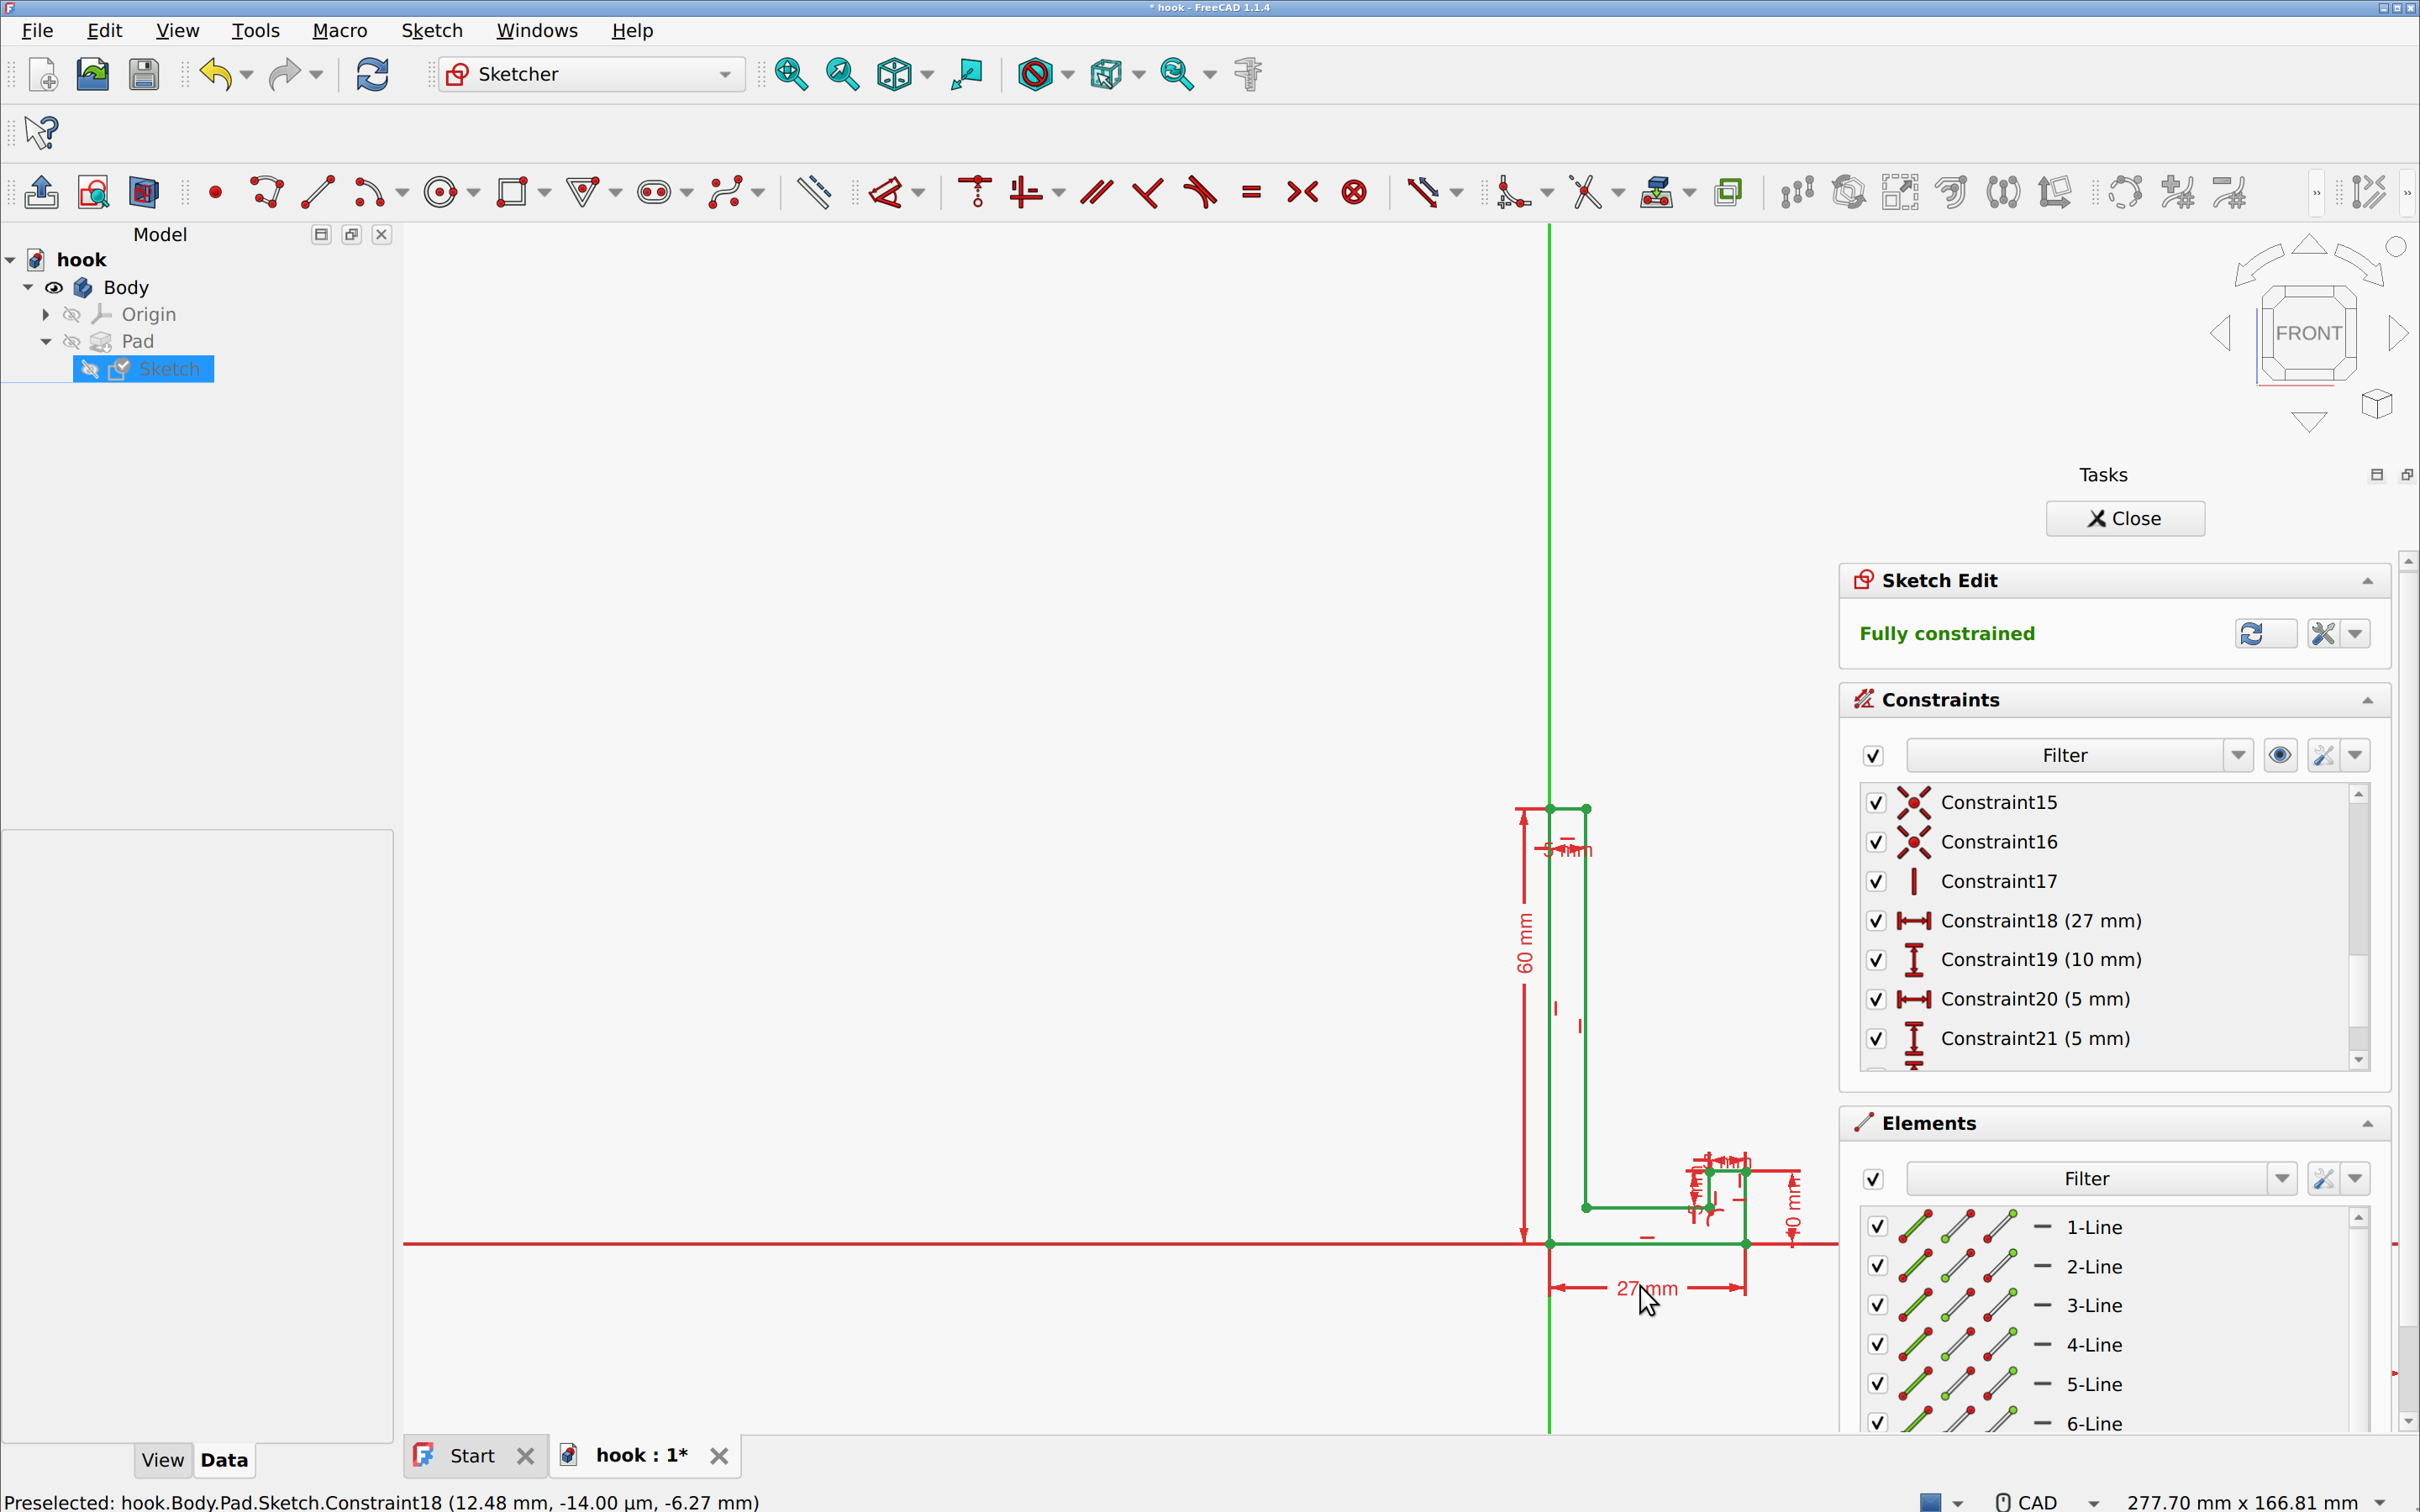 * hook - FreeCAD 1.1.4
File Edit View Tools Macro Sketch Windows Help
Sketcher
Model
hook
Body
Origin
Pad
Sketch
FRONT
Tasks
Close
Sketch Edit
Fully constrained
Constraints
Filter
Constraint15
Constraint16
Constraint17
Constraint18 (27 mm)
Constraint19 (10 mm)
Constraint20 (5 mm)
Constraint21 (5 mm)
Elements
Filter
1-Line
2-Line
3-Line
4-Line
5-Line
6-Line
5 mm
60 mm
27 mm
View Data
Start
hook : 1*
Preselected: hook.Body.Pad.Sketch.Constraint18 (12.48 mm, -14.00 µm, -6.27 mm)
CAD
277.70 mm x 166.81 mm